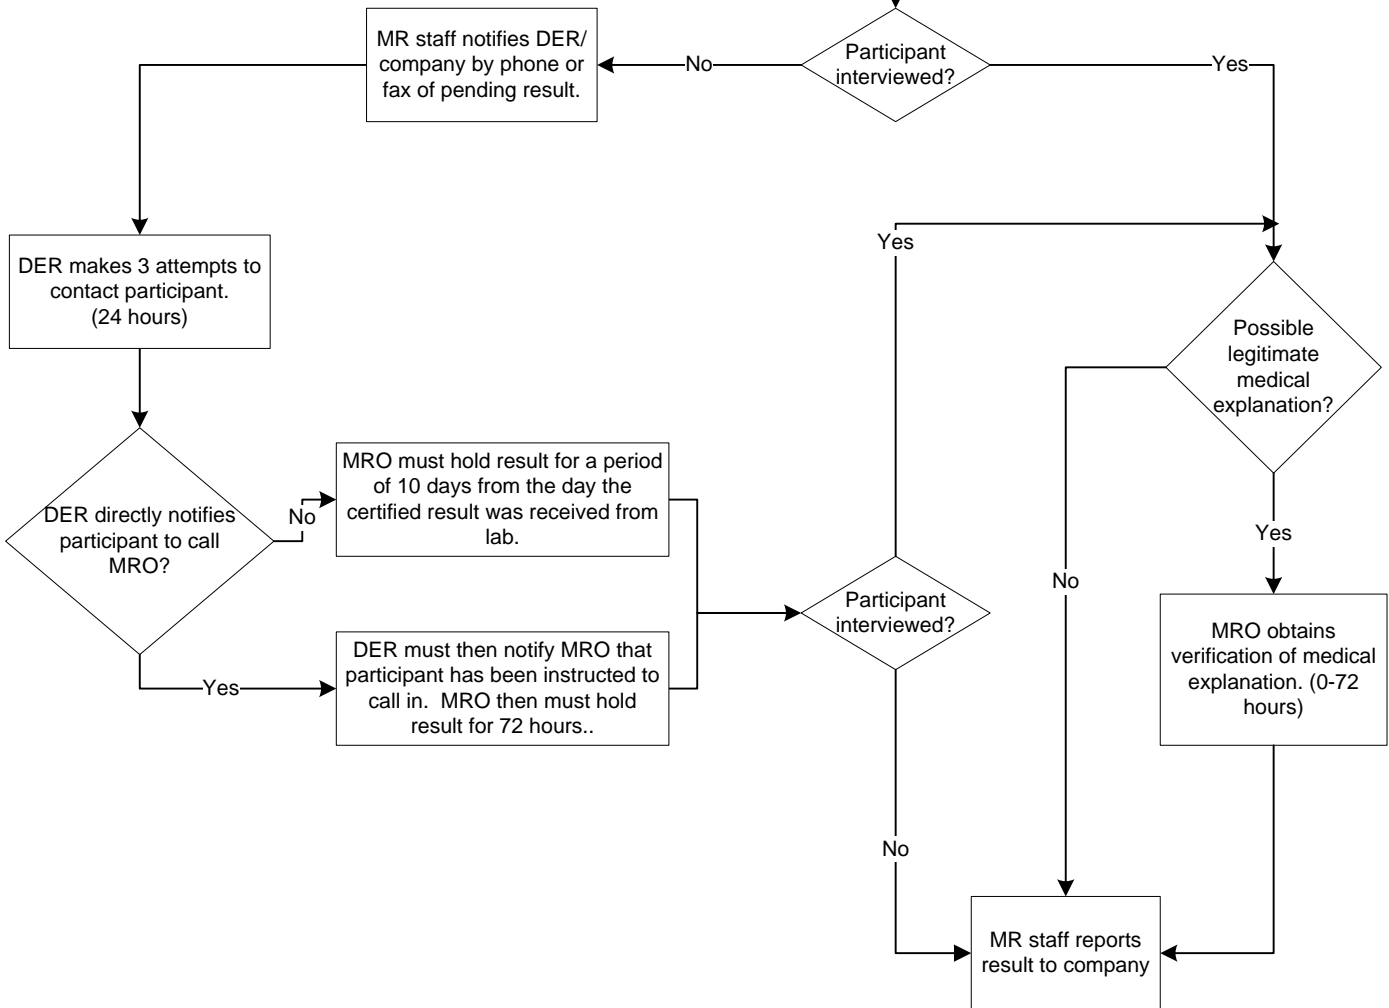 MR staff notifies DER/
company by phone or
fax of pending result.
No
Participant
interviewed?
Yes
DER makes 3 attempts to
contact participant.
(24 hours)
Yes
Possible
legitimate
medical
explanation?
DER directly notifies
participant to call
MRO?
No
MRO must hold result for a period
of 10 days from the day the
certified result was received from
lab.
Yes
No
Participant
interviewed?
Yes
DER must then notify MRO that
participant has been instructed to
call in. MRO then must hold
result for 72 hours..
MRO obtains
verification of medical
explanation. (0-72
hours)
No
MR staff reports
result to company